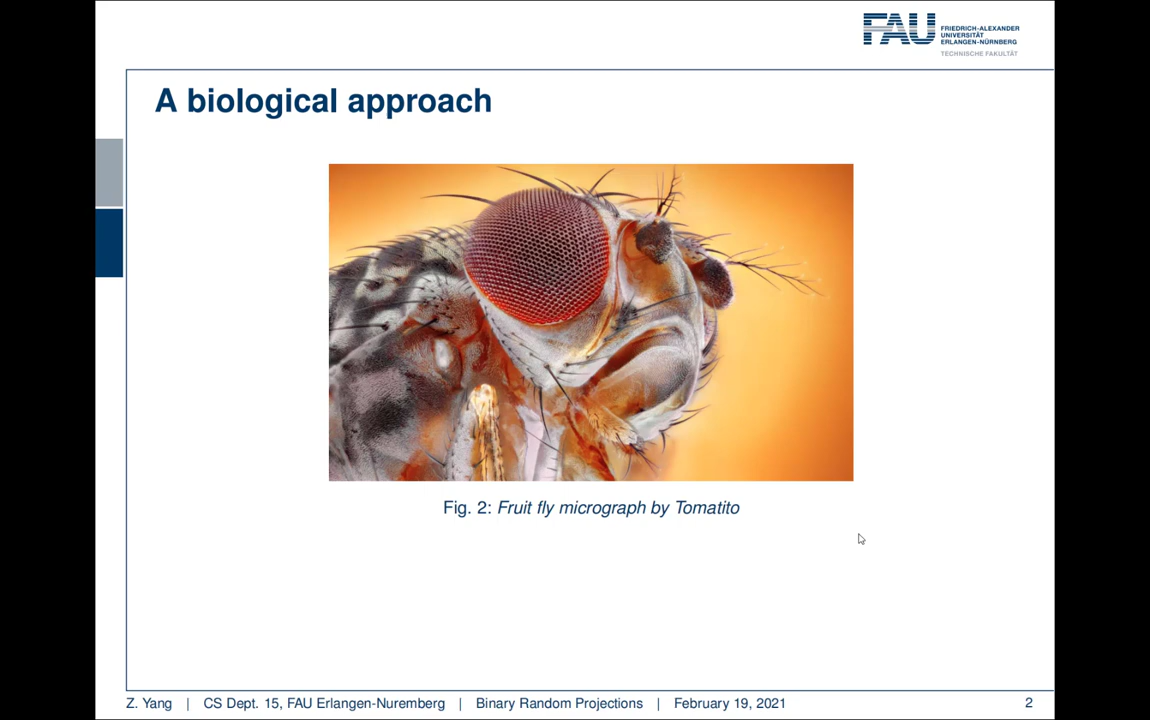 FAU
FRIEDRICH-ALEXANDER
UNIVERSITÄT
ERLANGEN-NÜRNBERG
TECHNISCHE FAKULTÄT
A biological approach
Fig. 2: Fruit fly micrograph by Tomatito
Z. Yang | CS Dept. 15, FAU Erlangen-Nuremberg | Binary Random Projections | February 19, 2021 2